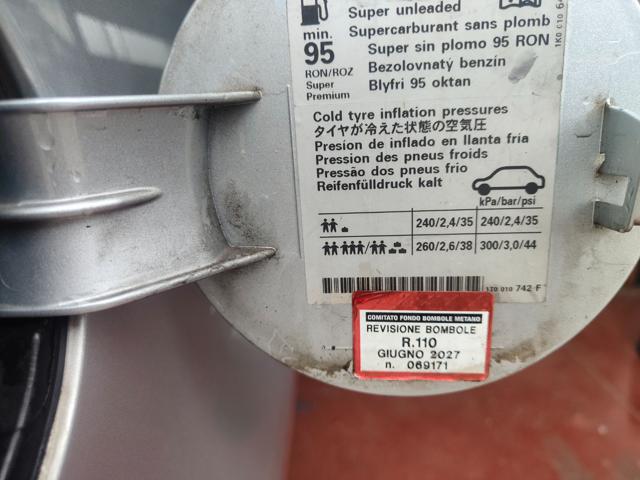 Super unleaded
min.
95
RON/ROZ
Super
Premium
Supercarburant sans plomb
Super sin plomo 95 RON
Bezolovnatý benzín
Blyfri 95 oktan
Cold tyre inflation pressures
タイヤが冷えた状態の空気圧
Presion de inflado en llanta fria
Pression des pneus froids
Pressão dos pneus frio
Reifenfülldruck kalt
kPa/bar/psi
240/2,4/35 240/2,4/35
260/2,6/38 300/3,0/44
1T0 010 742 F
COMITATO FONDO BOMBOLE METANO
REVISIONE BOMBOLE
R.110
GIUGNO 2027
n. 069171